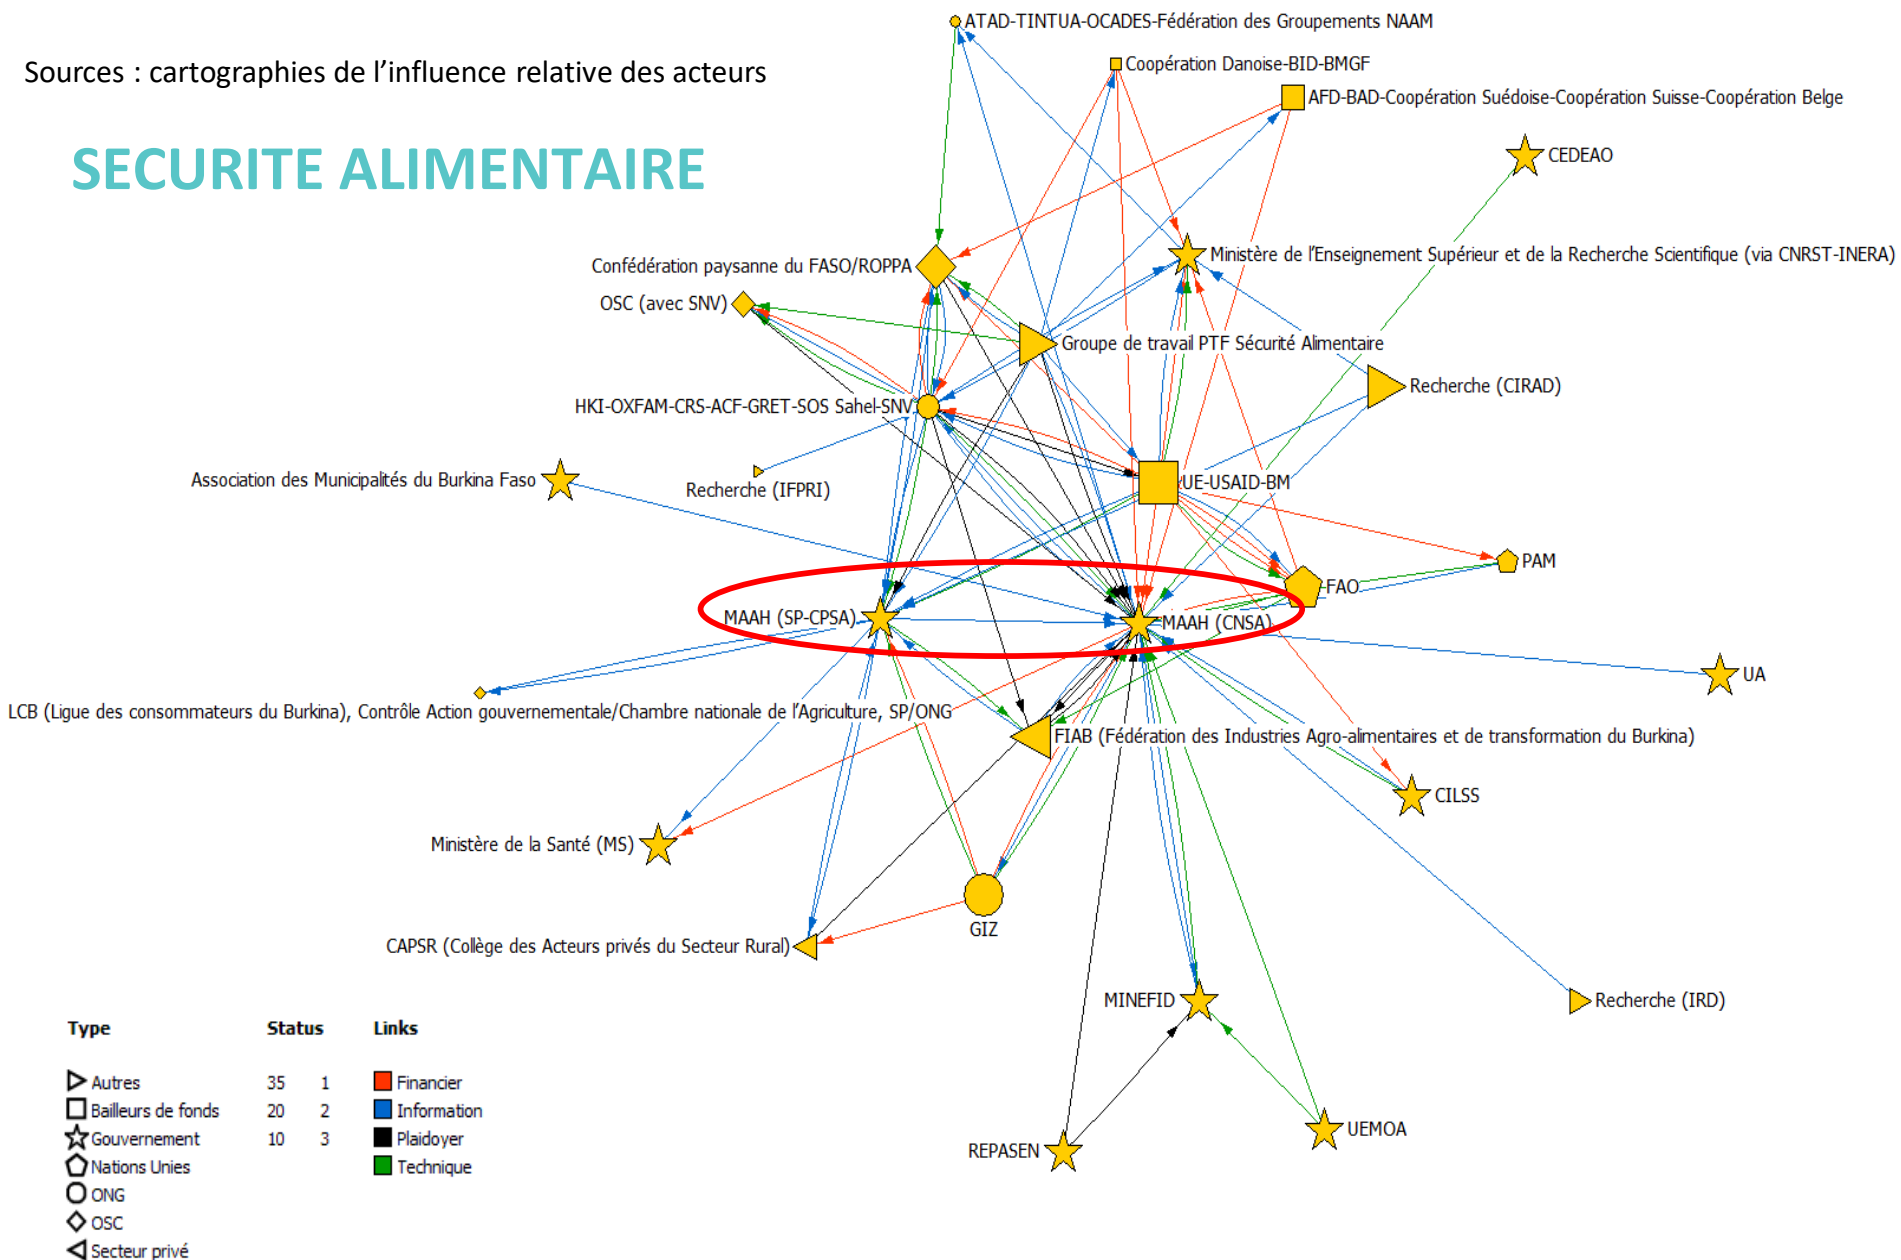 Sources : cartographies de l’influence relative des acteurs
SECURITE ALIMENTAIRE
ATAD-TINTUA-OCADES-Fédération des Groupements NAAM
Coopération Danoise-BID-BMGF
AFD-BAD-Coopération Suédoise-Coopération Suisse-Coopération Belge
CEDEAO
Confédération paysanne du FASO/ROPPA
Ministère de l'Enseignement Supérieur et de la Recherche Scientifique (via CNRST-INERA)
OSC (avec SNV)
Groupe de travail PTF Sécurité Alimentaire
Recherche (CIRAD)
HKI-OXFAM-CRS-ACF-GRET-SOS Sahel-SNV
Association des Municipalités du Burkina Faso
Recherche (IFPRI)
UE-USAID-BM
PAM
FAO
MAAH (SP-CPSA)
MAAH (CNSA)
UA
LCB (Ligue des consommateurs du Burkina), Contrôle Action gouvernementale/Chambre nationale de l'Agriculture, SP/ONG
FIAB (Fédération des Industries Agro-alimentaires et de transformation du Burkina)
CILSS
Ministère de la Santé (MS)
GIZ
CAPSR (Collège des Acteurs privés du Secteur Rural)
MINEFID
Recherche (IRD)
REPASEN
UEMOA
Type Status Links
Autres 35 1 Financier
Bailleurs de fonds 20 2 Information
Gouvernement 10 3 Plaidoyer
Nations Unies Technique
ONG
OSC
Secteur privé